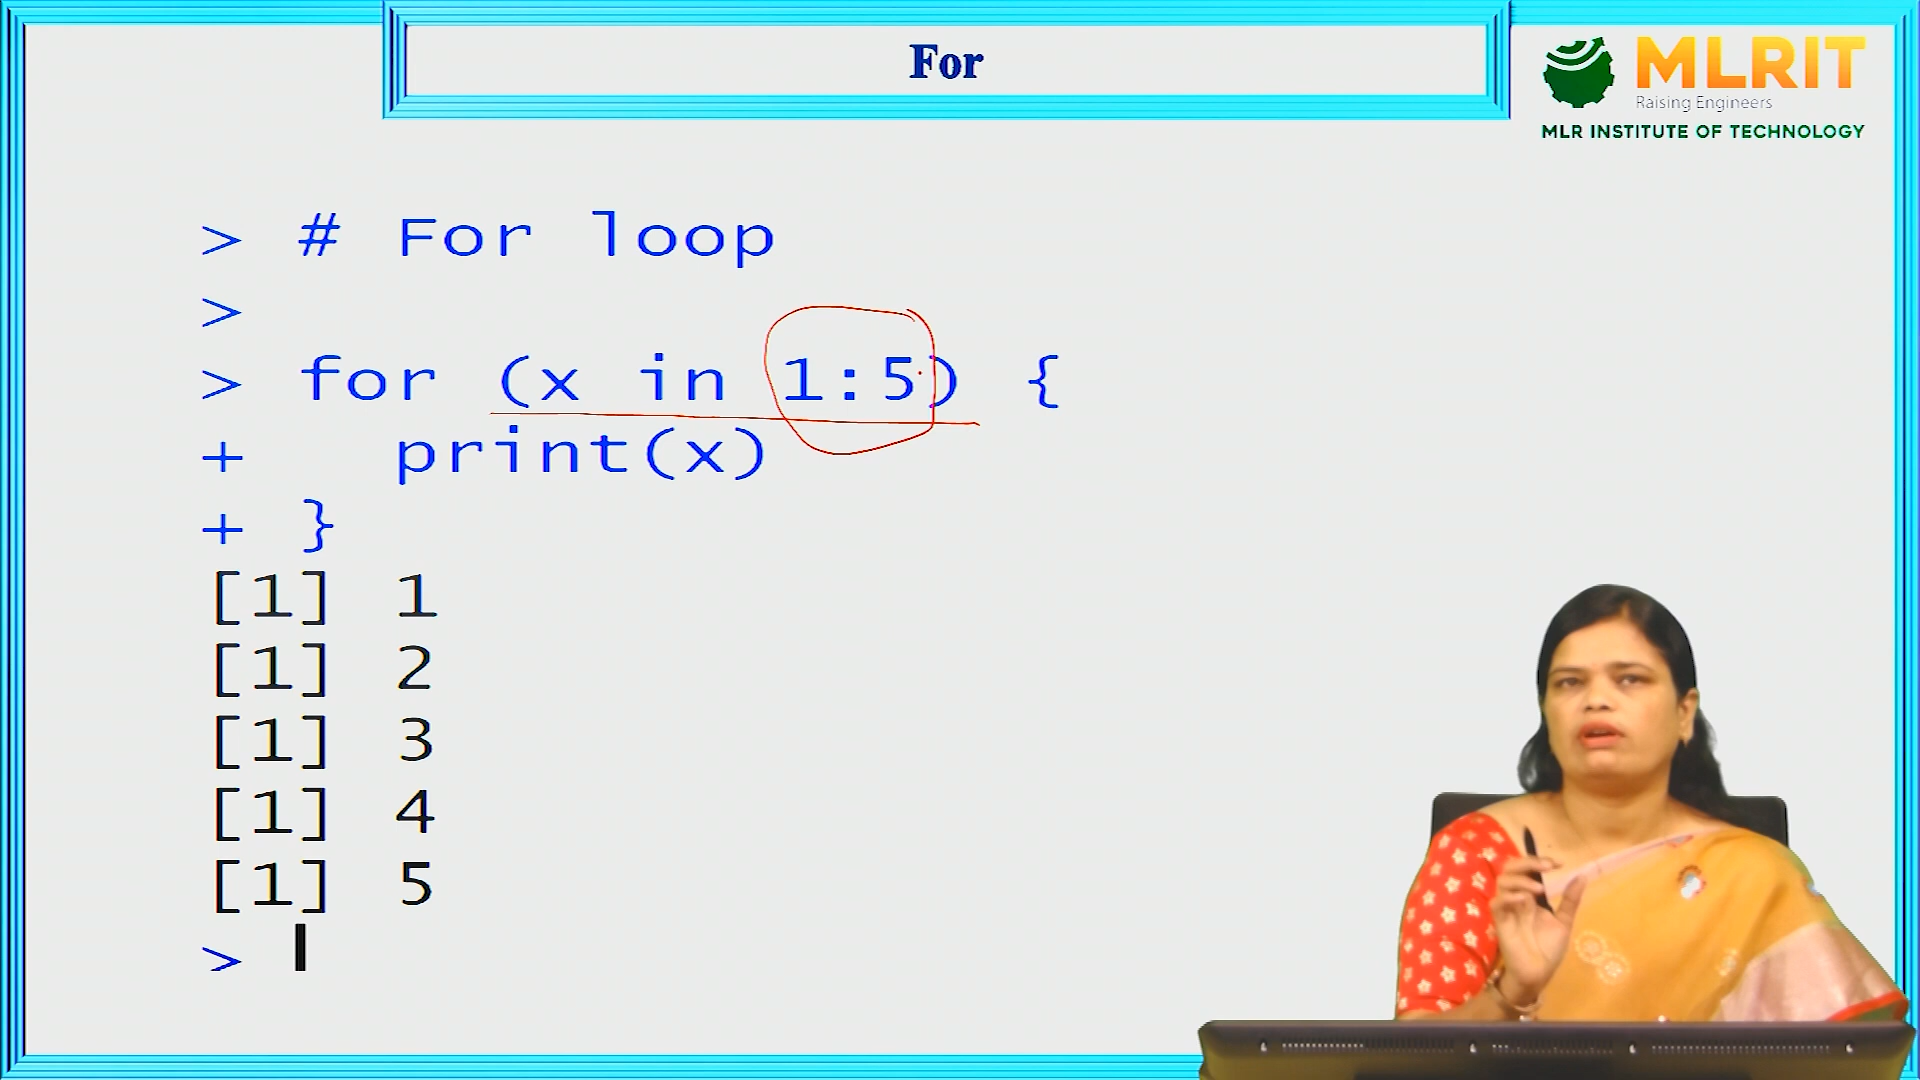 For
MLRIT
Raising Engineers
MLR INSTITUTE OF TECHNOLOGY
> # For loop
>
> for (x in 1:5) {
+   print(x)
+ }
[1] 1
[1] 2
[1] 3
[1] 4
[1] 5
>